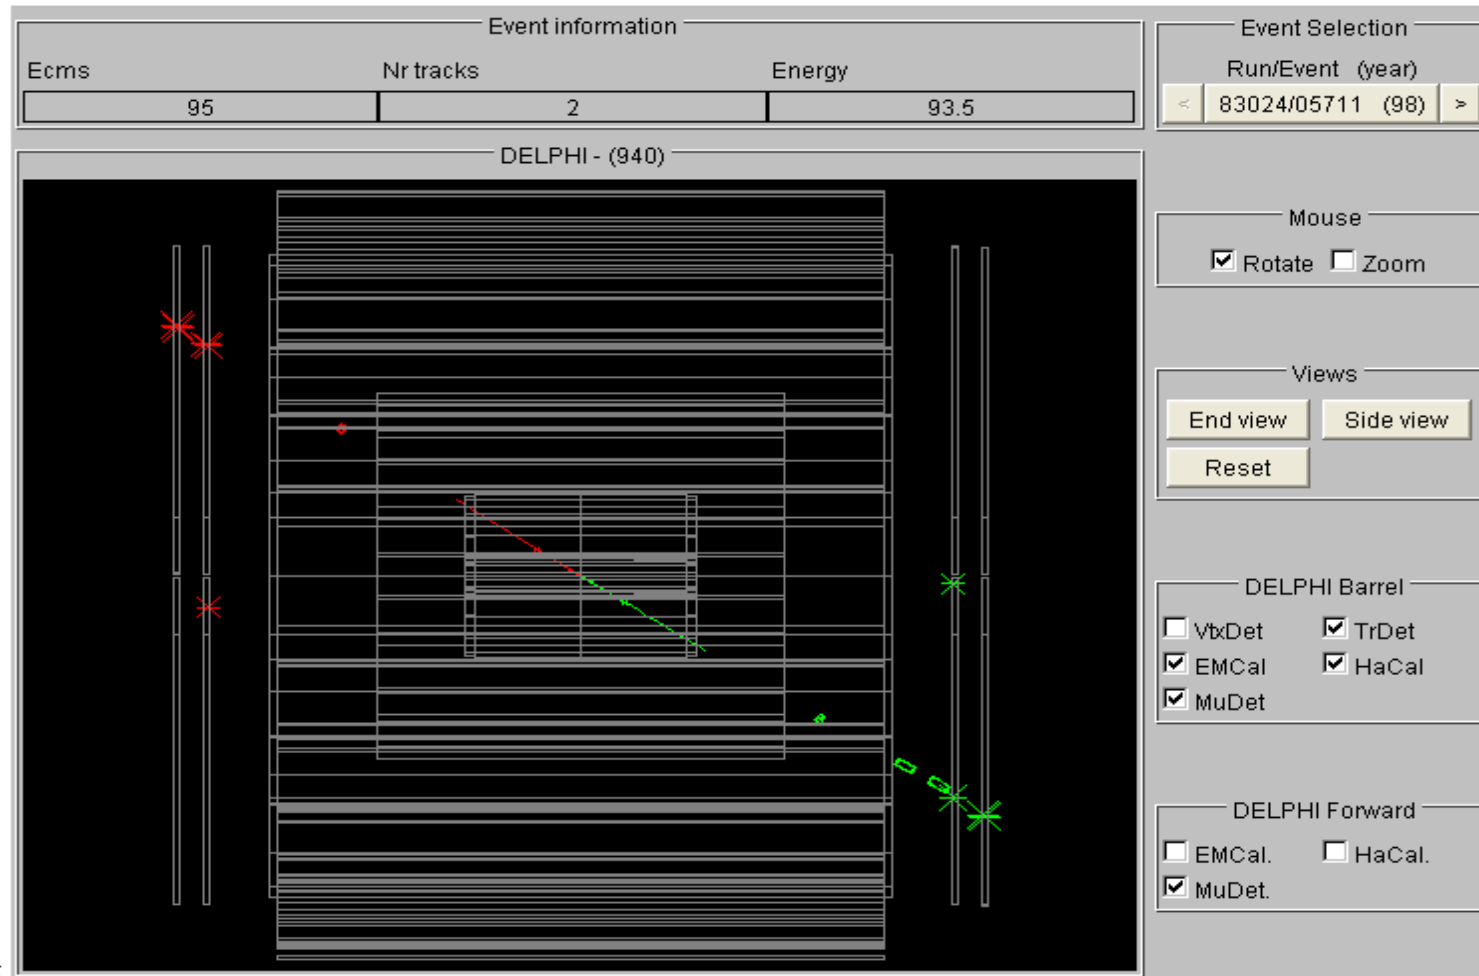 Event information
Ecms Nr tracks Energy
95 2 93.5
Event Selection
Run/Event (year)
< 83024/05711 (98) >
DELPHI - (940)
Mouse
Rotate Zoom
Views
End view Side view
Reset
DELPHI Barrel
VtxDet TrDet
EMCal HaCal
MuDet
DELPHI Forward
EMCal. HaCal.
MuDet.